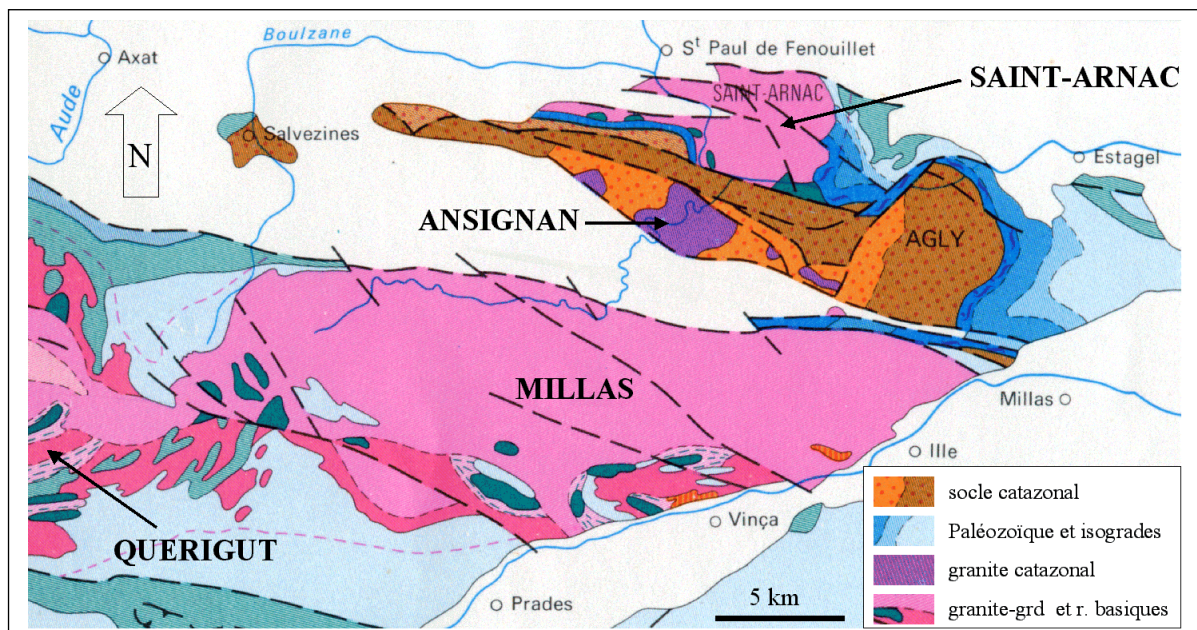 Boulzane
Axat
Sᵗ Paul de Fenouillet
SAINT-ARNAC
SAINT-ARNAC
Aude
N
Salvezines
Estagel
ANSIGNAN
AGLY
MILLAS
Millas
Ille
Vinça
QUERIGUT
Prades
5 km
socle catazonal
Paléozoïque et isogrades
granite catazonal
granite-grd et r. basiques